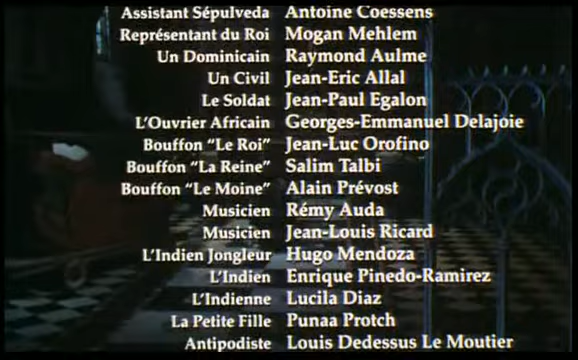 Assistant Sépulveda Antoine Coessens
Représentant du Roi Mogan Mehlem
Un Dominicain Raymond Aulme
Un Civil Jean-Eric Allal
Le Soldat Jean-Paul Egalon
L'Ouvrier Africain Georges-Emmanuel Delajoie
Bouffon "Le Roi" Jean-Luc Orofino
Bouffon "La Reine" Salim Talbi
Bouffon "Le Moine" Alain Prévost
Musicien Rémy Auda
Musicien Jean-Louis Ricard
L'Indien Jongleur Hugo Mendoza
L'Indien Enrique Pinedo-Ramirez
L'Indienne Lucila Diaz
La Petite Fille Punaa Protch
Antipodiste Louis Dedessus Le Moutier